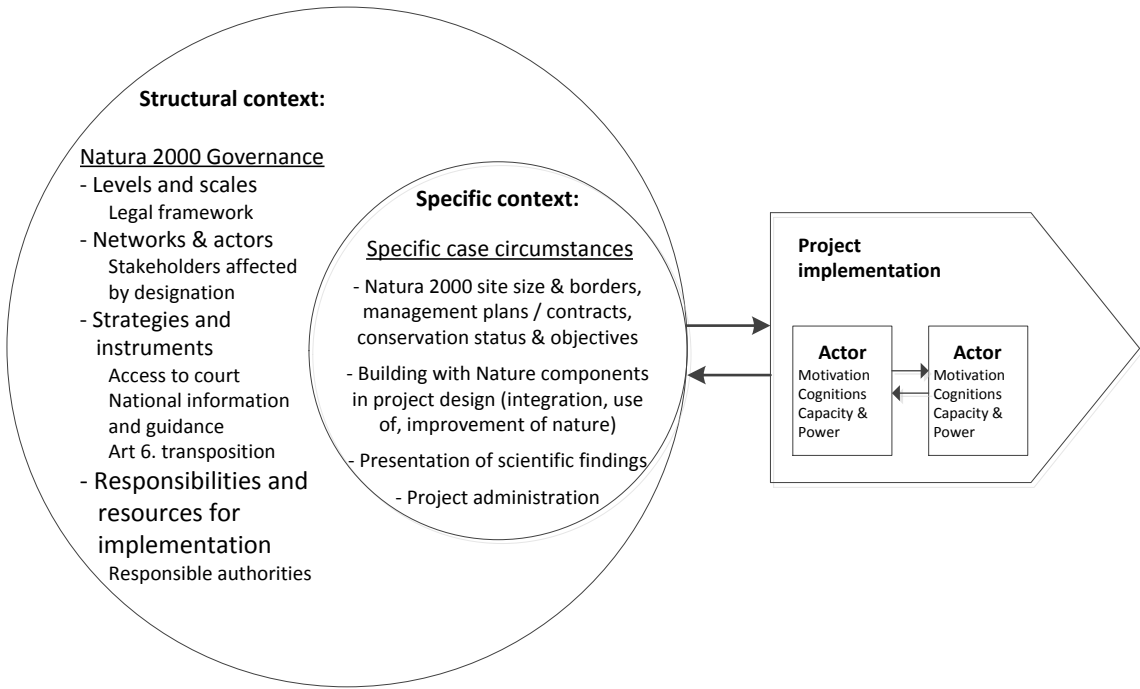 Structural context:
Natura 2000 Governance
- Levels and scales
Legal framework
- Networks & actors
Stakeholders affected
by designation
- Strategies and
instruments
Access to court
National information
and guidance
Art 6. transposition
- Responsibilities and
resources for
implementation
Responsible authorities
Specific context:
Specific case circumstances
- Natura 2000 site size & borders,
management plans / contracts,
conservation status & objectives
- Building with Nature components
in project design (integration, use
of, improvement of nature)
- Presentation of scientific findings
- Project administration
Project
implementation
Actor
Motivation
Cognitions
Capacity &
Power
Actor
Motivation
Cognitions
Capacity &
Power